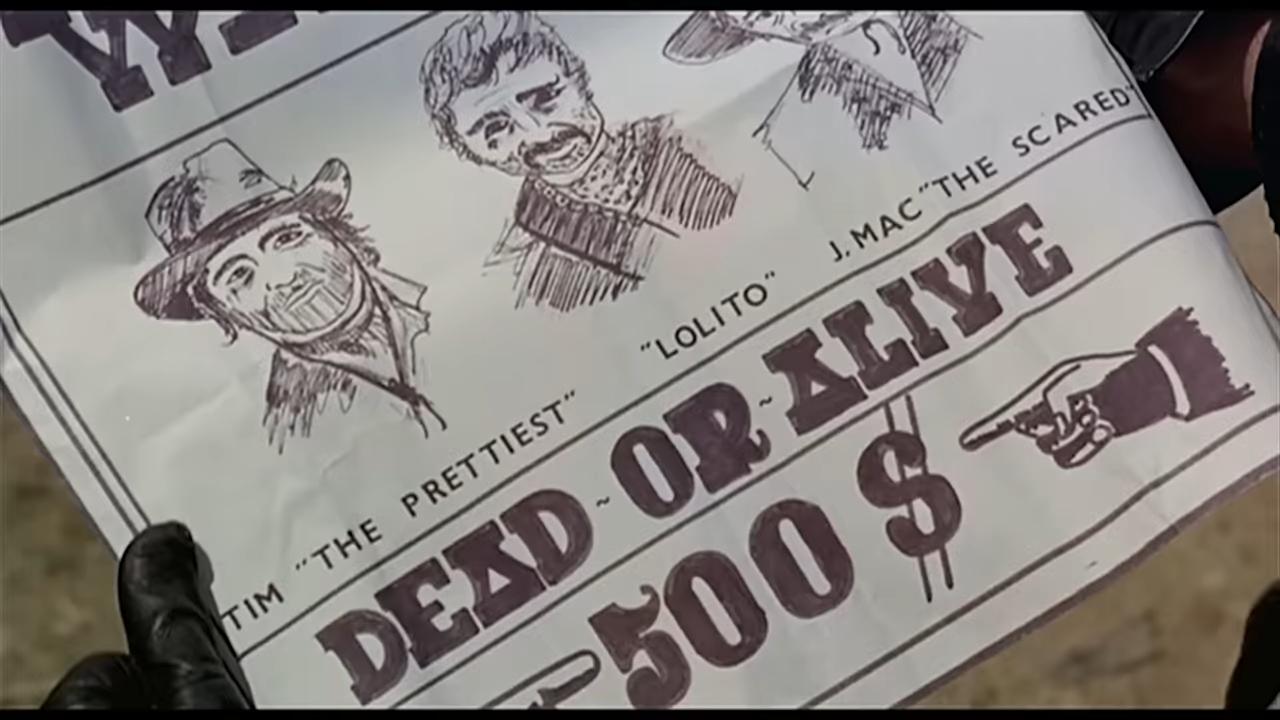 TIM "THE PRETTIEST" "LOLITO" J. MAC "THE SCARED"
DEAD ~ OR ~ ALIVE
500 $